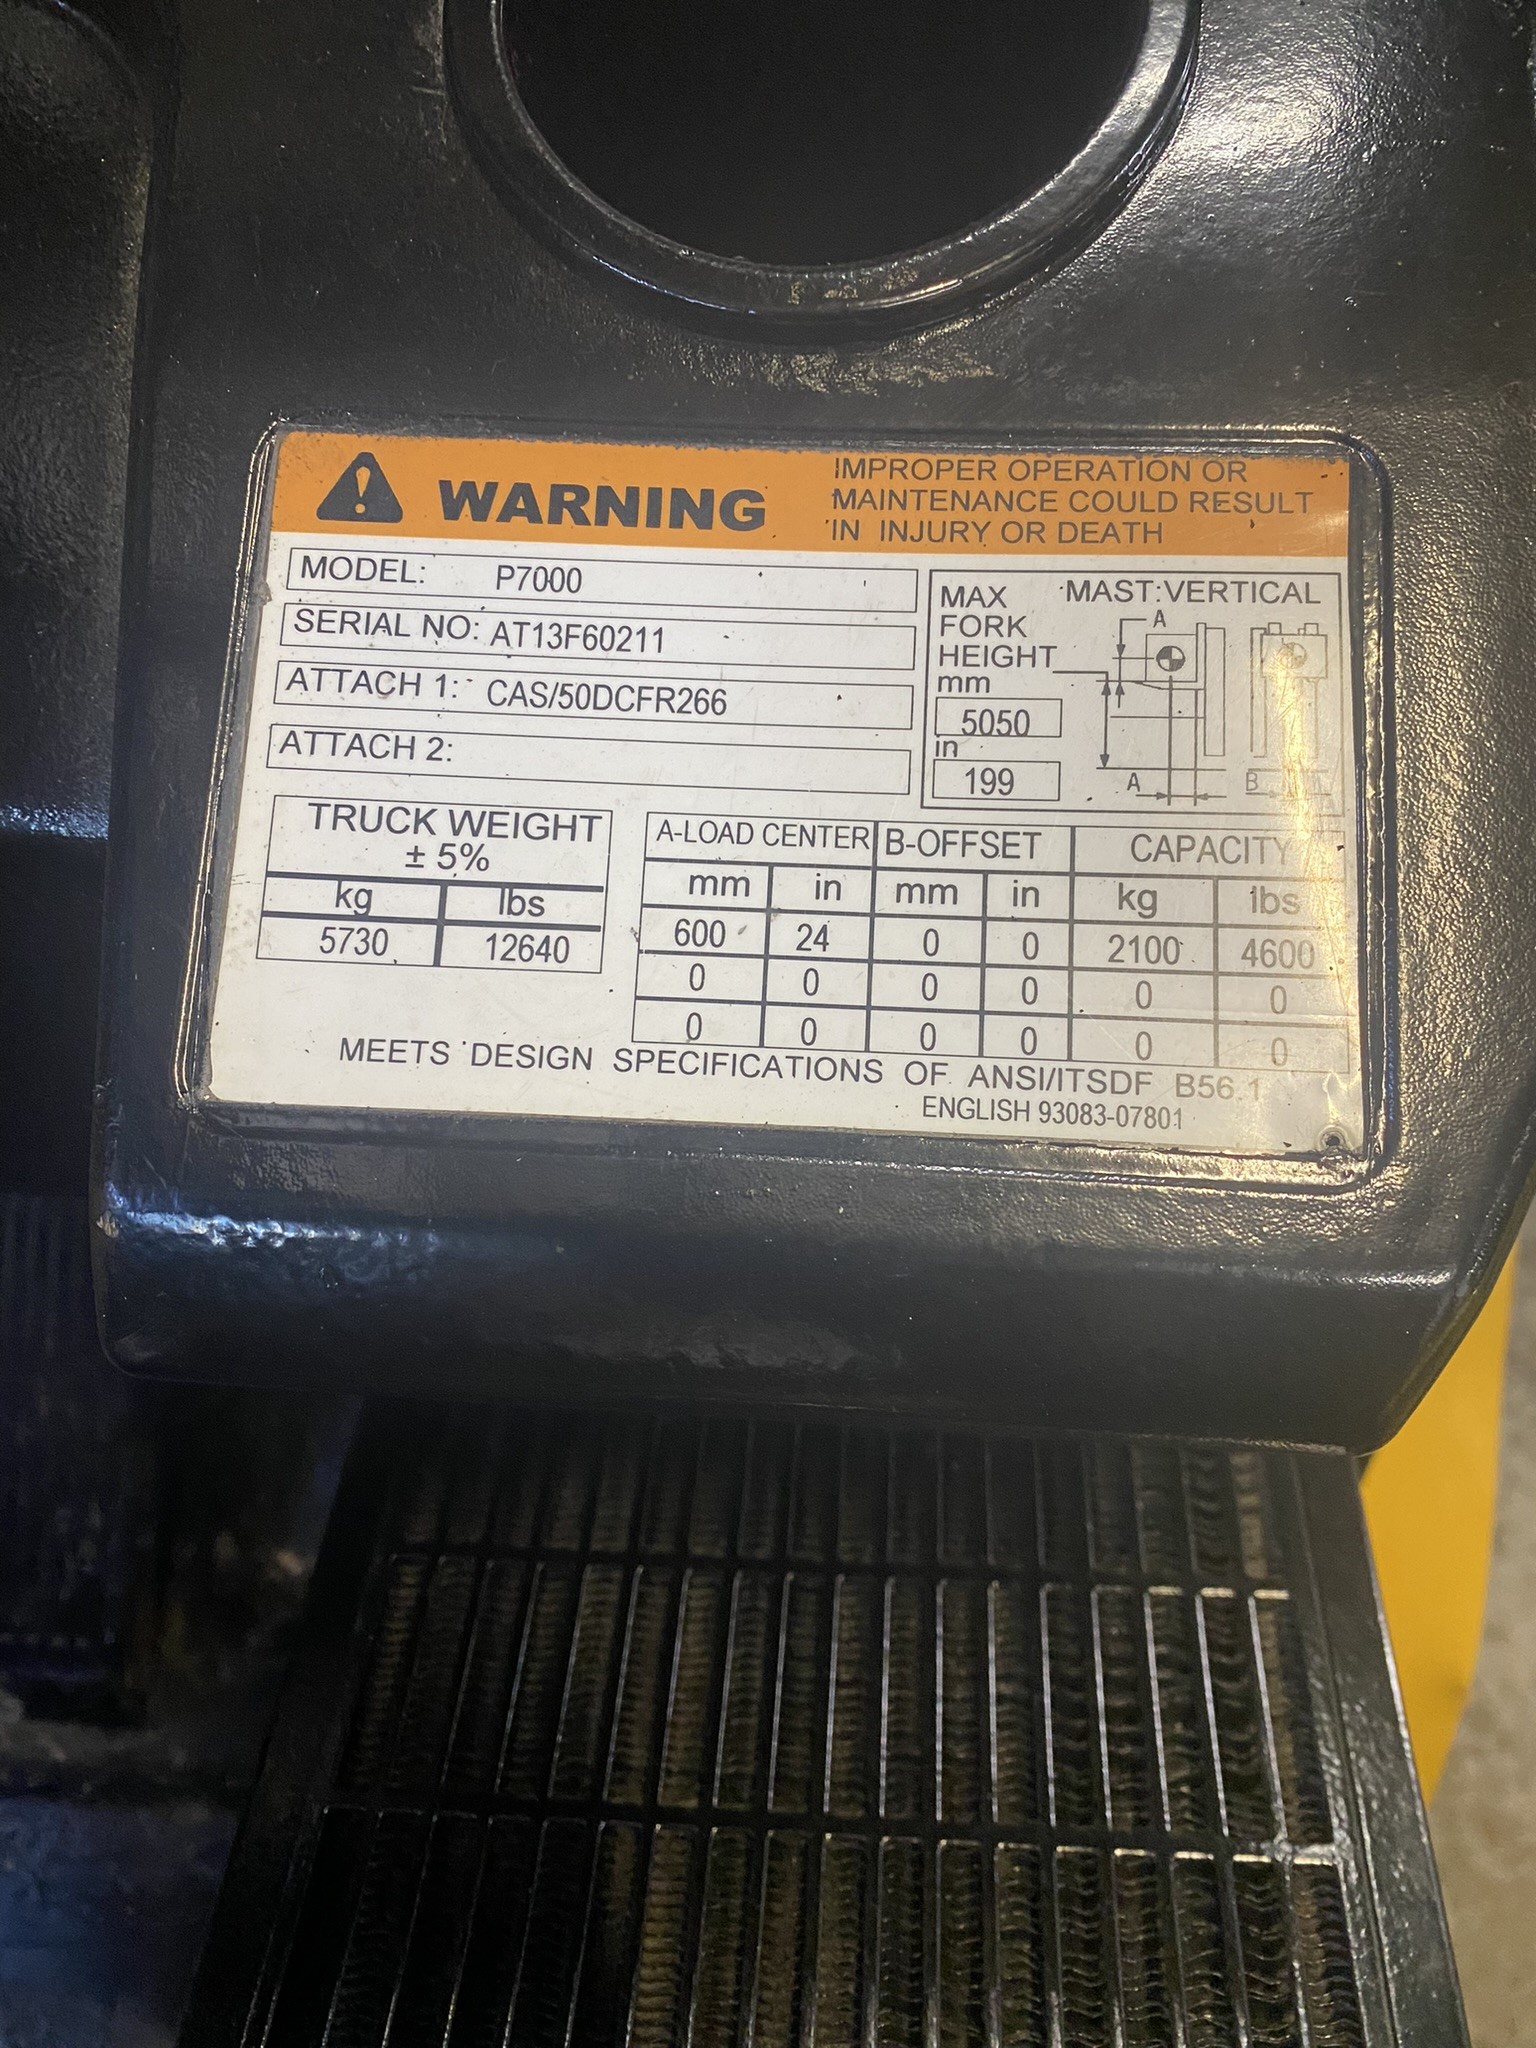 WARNING
IMPROPER OPERATION OR
MAINTENANCE COULD RESULT
IN INJURY OR DEATH
MODEL: P7000
SERIAL NO: AT13F60211
ATTACH 1: CAS/50DCFR266
ATTACH 2:
MAX
FORK
HEIGHT
mm
5050
in
199
MAST:VERTICAL
A
A
B
TRUCK WEIGHT
± 5%
kg lbs
5730 12640
A-LOAD CENTER B-OFFSET CAPACITY
mm in mm in kg lbs
600 24 0 0 2100 4600
0 0 0 0 0 0
0 0 0 0 0 0
MEETS DESIGN SPECIFICATIONS OF ANSI/ITSDF B56.1
ENGLISH 93083-07801